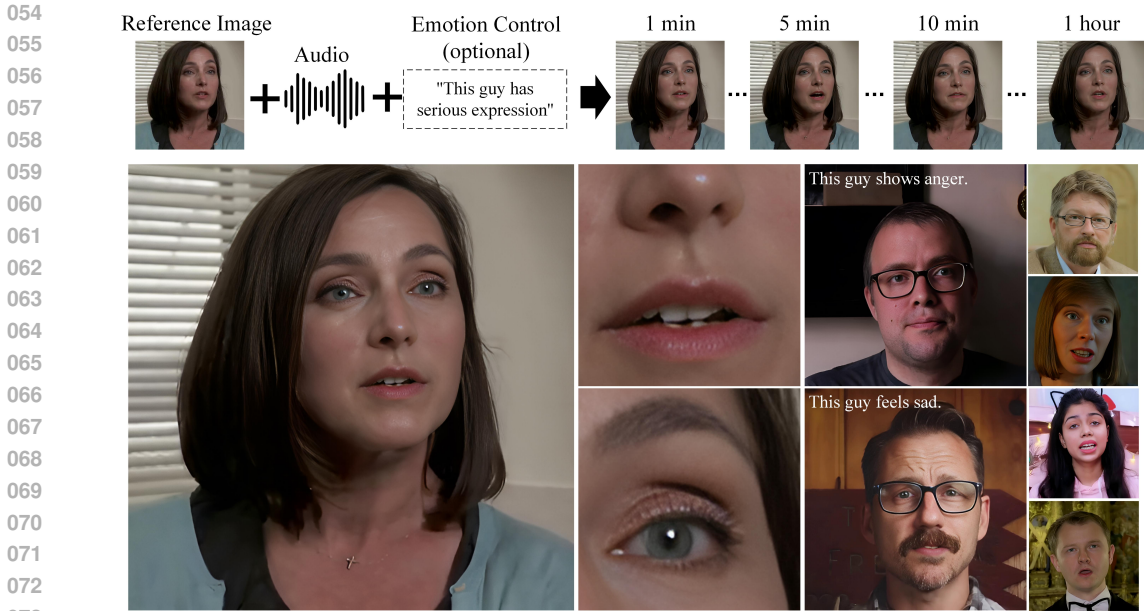 054
055
056
057
058
059
060
061
062
063
064
065
066
067
068
069
070
071
072
Reference Image
Audio
Emotion Control
(optional)
"This guy has
serious expression"
1 min
5 min
10 min
1 hour
...
...
...
This guy shows anger.
This guy feels sad.